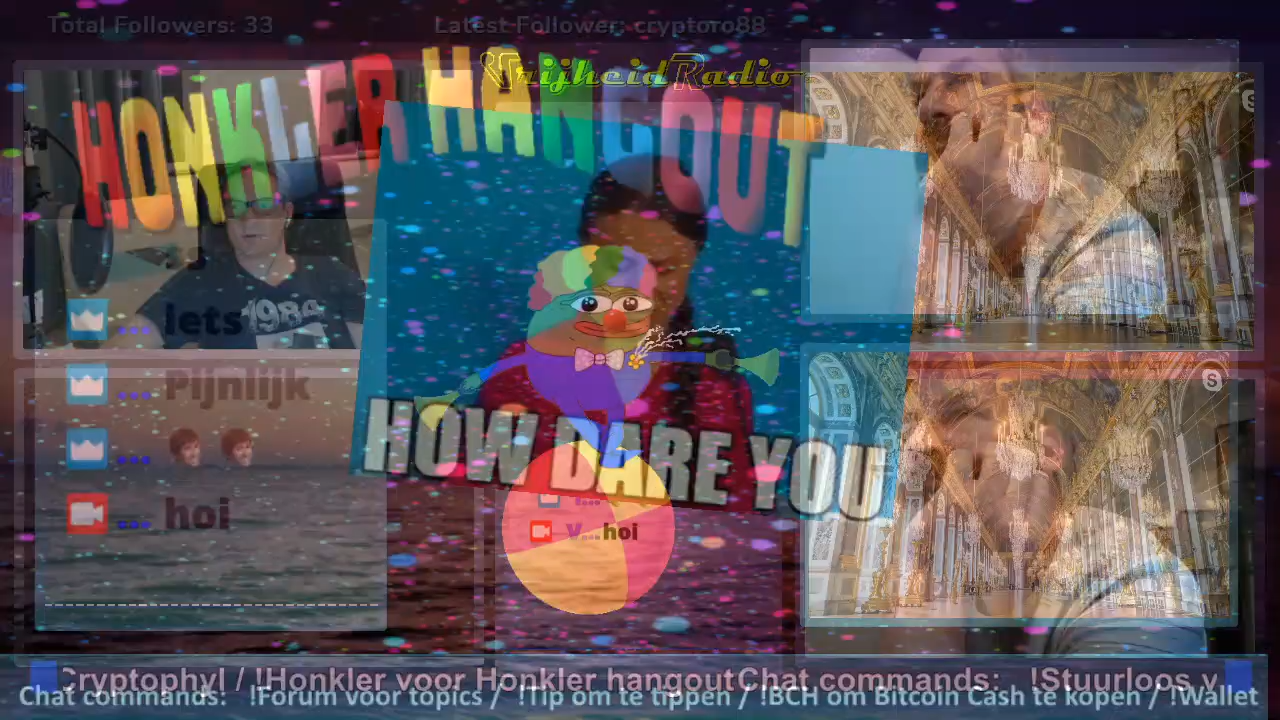 Total Followers: 33
Latest Follower: cryptoro88
VrijheidRadio
HONKLER HANGOUT
1984
... lets
... Pijnlijk
...
... hoi
HOW DARE YOU
V...hoi
Cryptophyl / !Honkler voor Honkler hangout Chat commands: !Stuurloos v
Chat commands: !Forum voor topics / !Tip om te tippen / !BCH om Bitcoin Cash te kopen / !Wallet